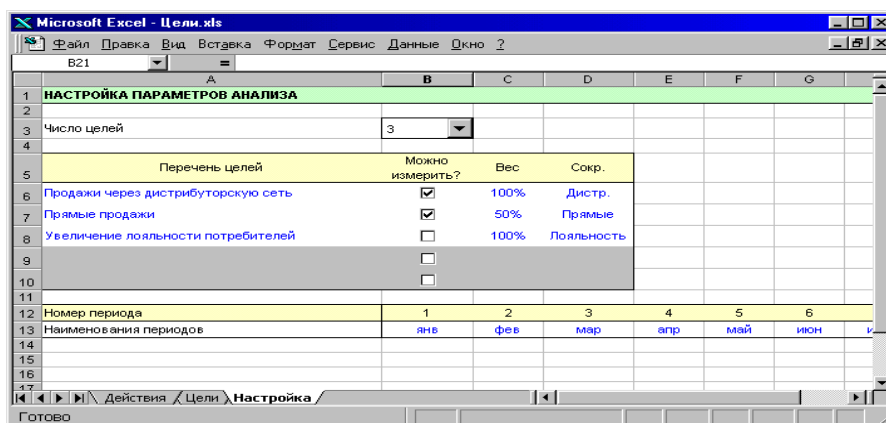 Microsoft Excel - Цели.xls
Файл Правка Вид Вставка Формат Сервис Данные Окно ?
B21 =
A B C D E F G
1 НАСТРОЙКА ПАРАМЕТРОВ АНАЛИЗА
2
3 Число целей 3
4
5 Перечень целей Можно измерить? Вес Сокр.
6 Продажи через дистрибуторскую сеть 100% Дистр.
7 Прямые продажи 50% Прямые
8 Увеличение лояльности потребителей 100% Лояльность
9
10
11
12 Номер периода 1 2 3 4 5 6
13 Наименования периодов янв фев мар апр май июн
14
15
16
17
Действия Цели Настройка
Готово